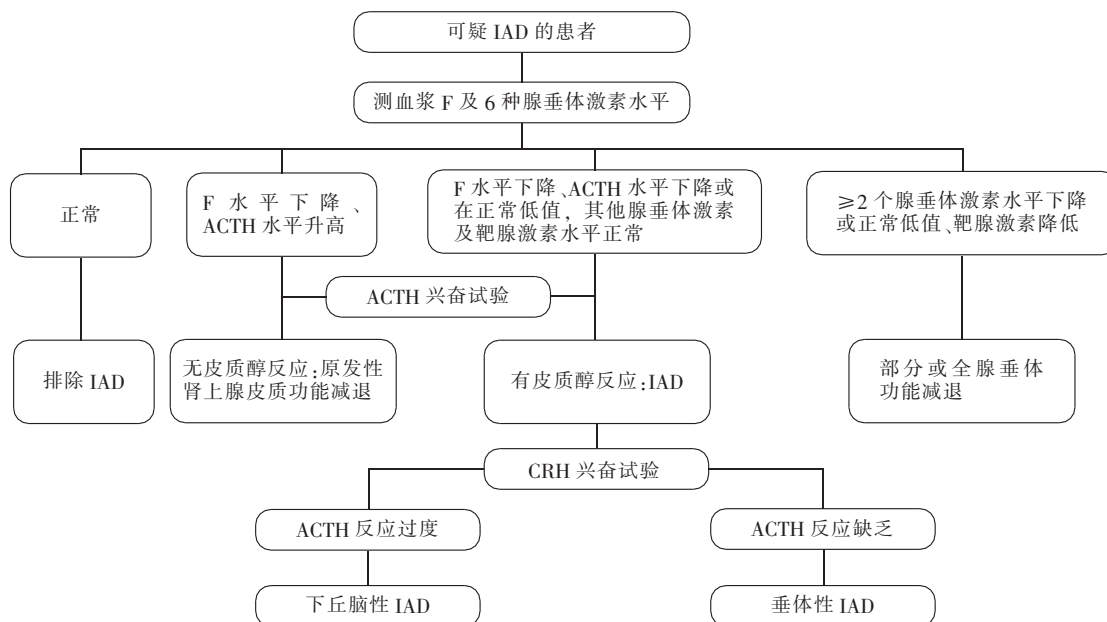 可疑 IAD 的患者
测血浆 F 及 6 种腺垂体激素水平
正常
F 水平下降、
ACTH 水平升高
F 水平下降、ACTH 水平下降或
在正常低值，其他腺垂体激素
及靶腺激素水平正常
≥2 个腺垂体激素水平下降
或正常低值、靶腺激素降低
ACTH 兴奋试验
排除 IAD
无皮质醇反应：原发性
肾上腺皮质功能减退
有皮质醇反应：IAD
部分或全腺垂体
功能减退
CRH 兴奋试验
ACTH 反应过度
ACTH 反应缺乏
下丘脑性 IAD
垂体性 IAD